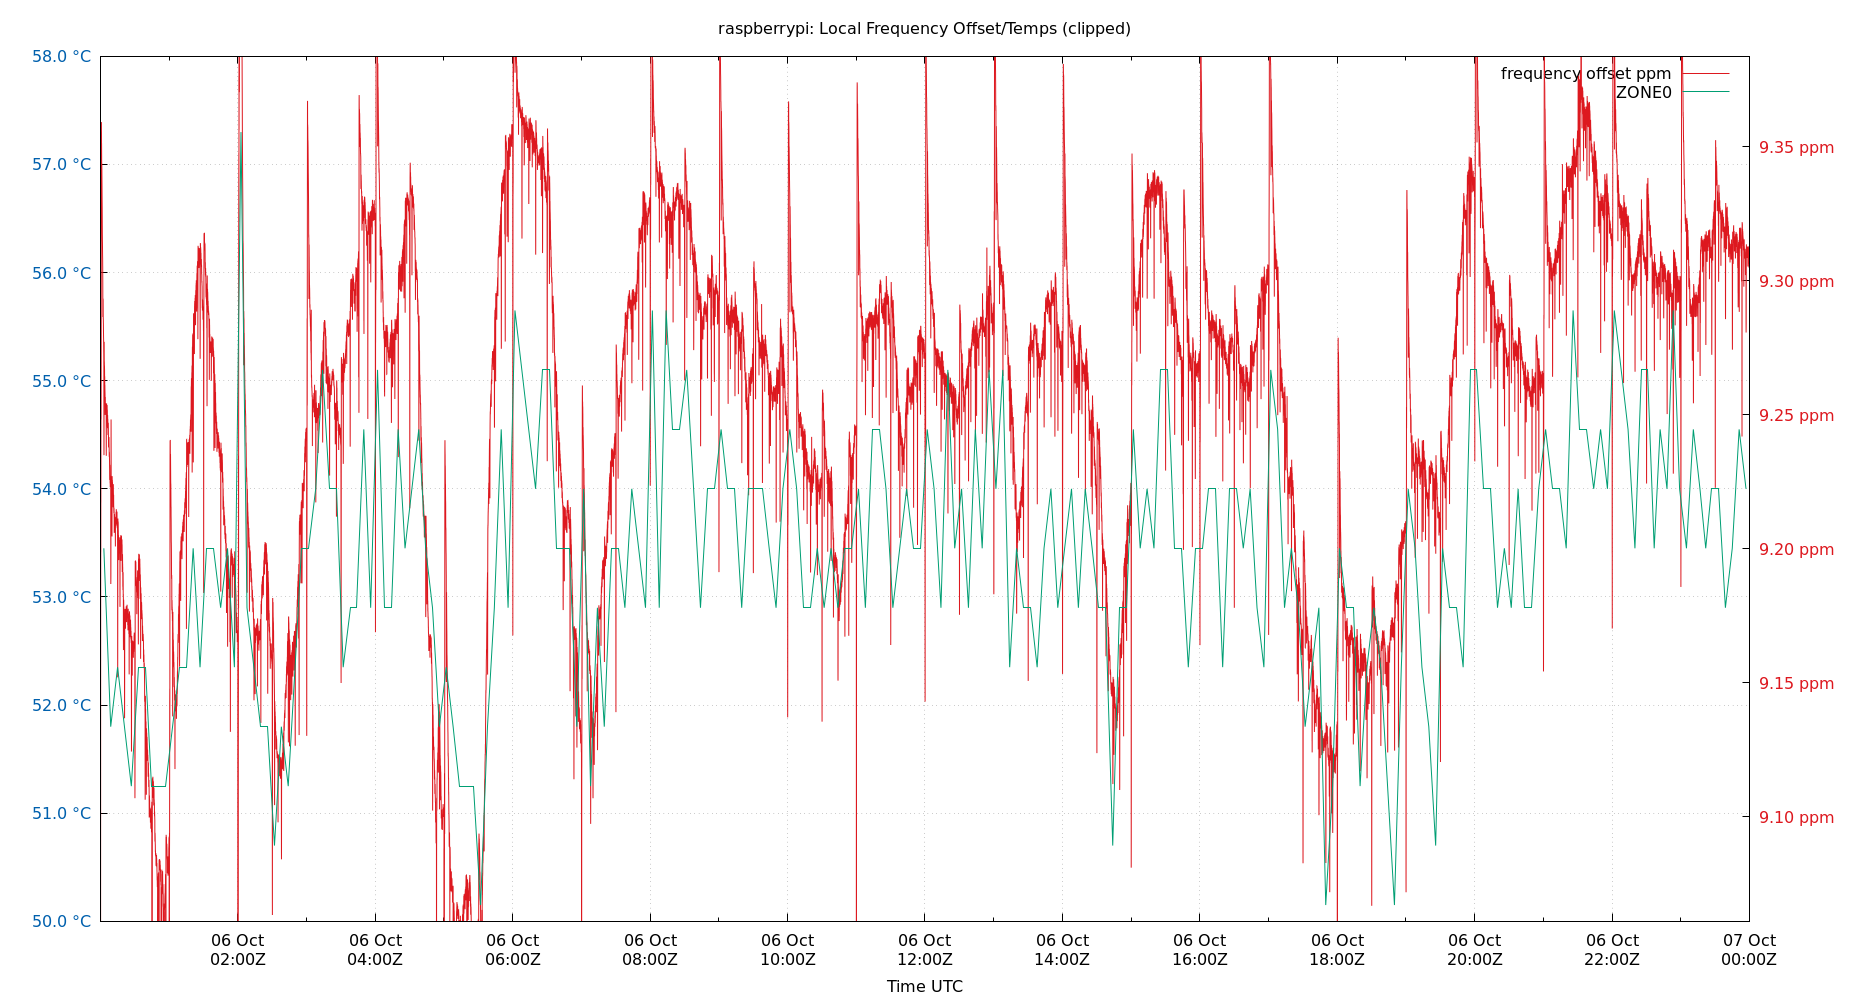 raspberrypi: Local Frequency Offset/Temps (clipped)
58.0 °C
57.0 °C
56.0 °C
55.0 °C
54.0 °C
53.0 °C
52.0 °C
51.0 °C
50.0 °C
frequency offset ppm
ZONE0
9.35 ppm
9.30 ppm
9.25 ppm
9.20 ppm
9.15 ppm
9.10 ppm
06 Oct
02:00Z
06 Oct
04:00Z
06 Oct
06:00Z
06 Oct
08:00Z
06 Oct
10:00Z
06 Oct
12:00Z
06 Oct
14:00Z
06 Oct
16:00Z
06 Oct
18:00Z
06 Oct
20:00Z
06 Oct
22:00Z
07 Oct
00:00Z
Time UTC